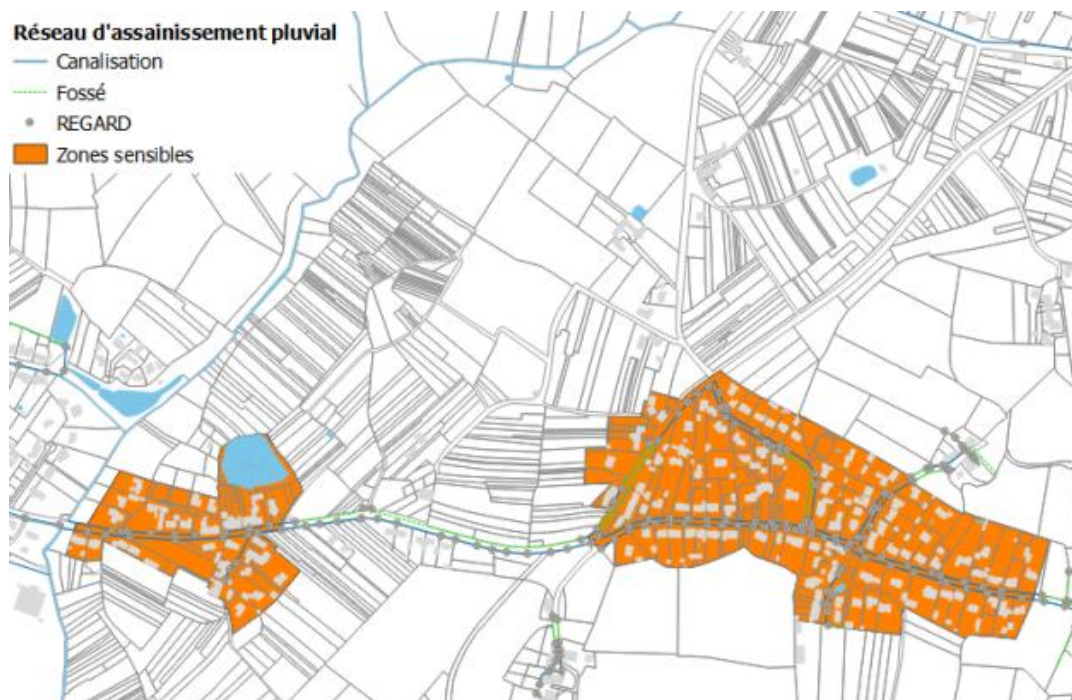 Réseau d'assainissement pluvial
Canalisation
Fossé
REGARD
Zones sensibles